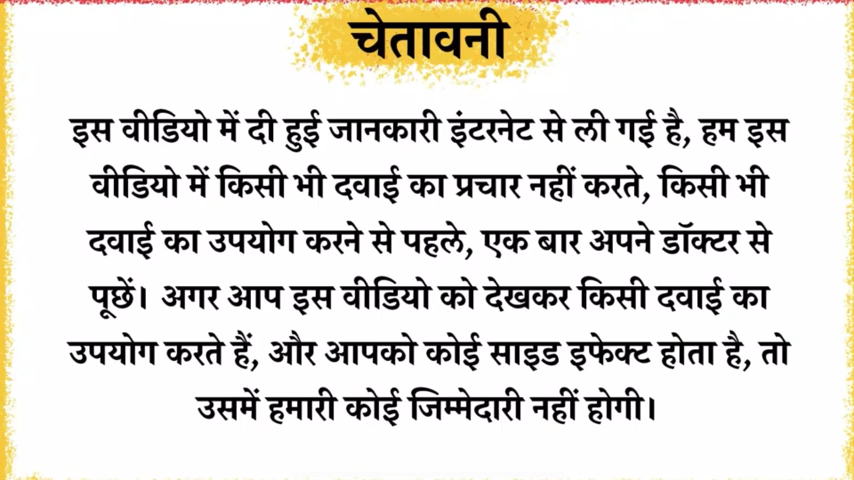 चेतावनी
इस वीडियो में दी हुई जानकारी इंटरनेट से ली गई है, हम इस
वीडियो में किसी भी दवाई का प्रचार नहीं करते, किसी भी
दवाई का उपयोग करने से पहले, एक बार अपने डॉक्टर से
पूछें। अगर आप इस वीडियो को देखकर किसी दवाई का
उपयोग करते हैं, और आपको कोई साइड इफेक्ट होता है, तो
उसमें हमारी कोई जिम्मेदारी नहीं होगी।